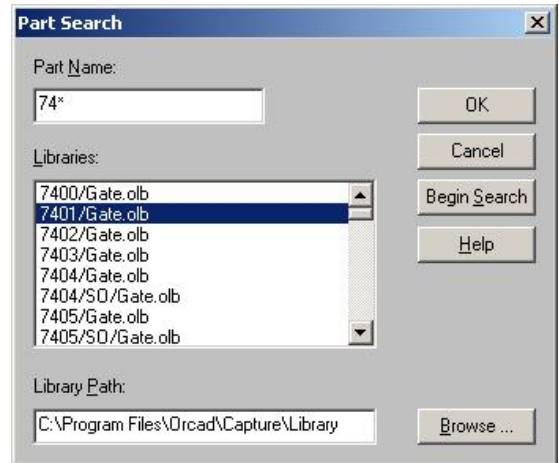 Part Search
Part Name:
74*
OK
Libraries:
Cancel
7400/Gate.olb
7401/Gate.olb
7402/Gate.olb
7403/Gate.olb
7404/Gate.olb
7404/SO/Gate.olb
7405/Gate.olb
7405/SO/Gate.olb
Begin Search
Help
Library Path:
C:\Program Files\Orcad\Capture\Library
Browse ...